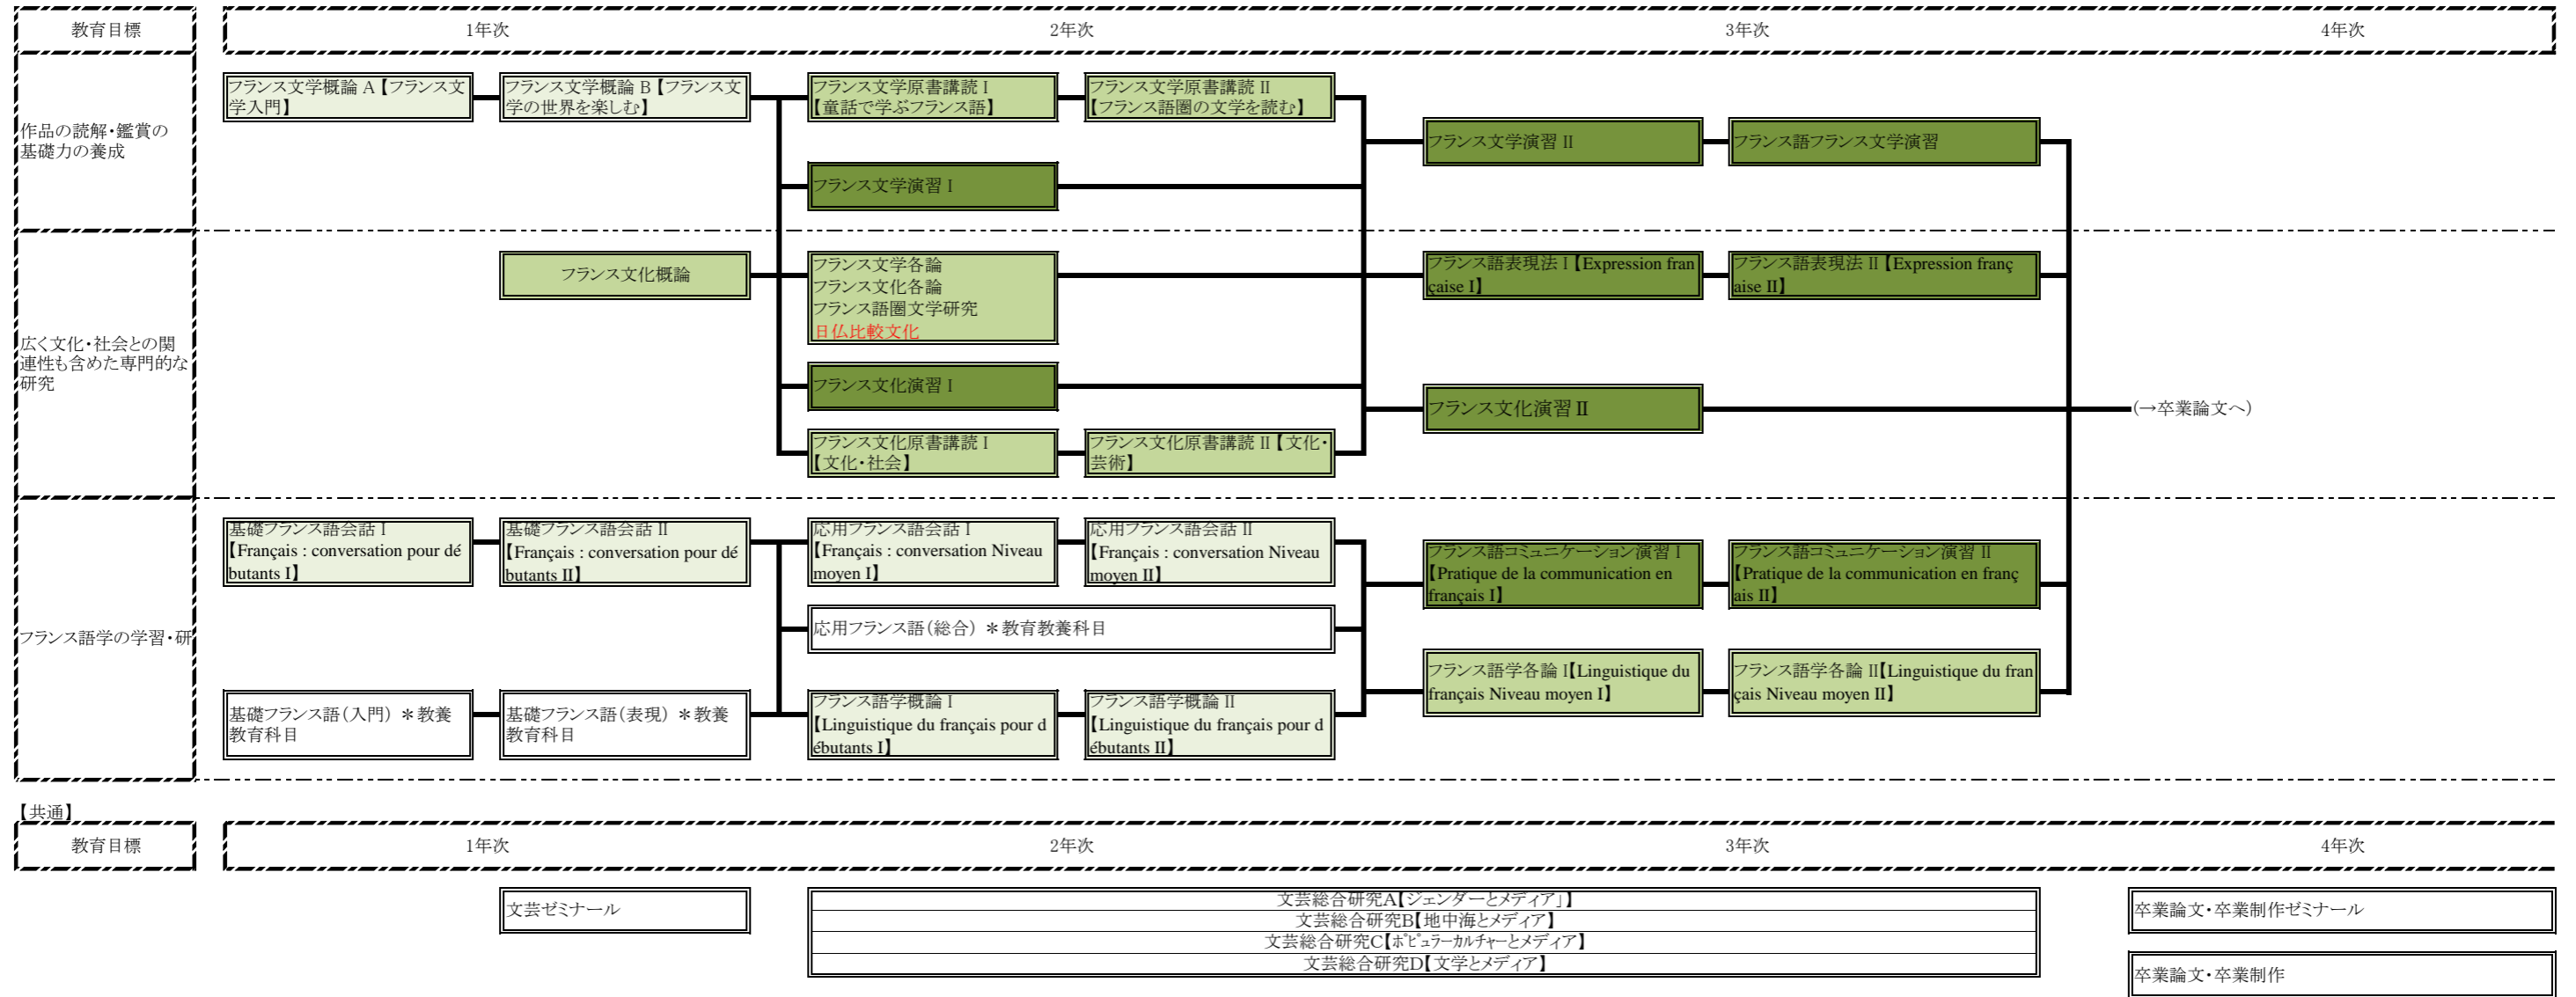 教育目標
1年次
2年次
3年次
4年次
作品の読解・鑑賞の
基礎力の養成
フランス文学概論 A【フランス文
学入門】
フランス文学概論 B【フランス文
学の世界を楽しむ】
フランス文学原書講読 I
【童話で学ぶフランス語】
フランス文学原書講読 II
【フランス語圏の文学を読む】
フランス文学演習 II
フランス語フランス文学演習
フランス文学演習 I
広く文化・社会との関
連性も含めた専門的な
研究
フランス文化概論
フランス文学各論
フランス文化各論
フランス語圏文学研究
日仏比較文化
フランス語表現法 I【Expression fran
çaise I】
フランス語表現法 II【Expression franç
aise II】
フランス文化演習 I
フランス文化演習 II
(→卒業論文へ)
フランス文化原書講読 I
【文化・社会】
フランス文化原書講読 II【文化・
芸術】
フランス語学の学習・研
基礎フランス語会話 I
【Français : conversation pour dé
butants I】
基礎フランス語会話 II
【Français : conversation pour dé
butants II】
応用フランス語会話 I
【Français : conversation Niveau
moyen I】
応用フランス語会話 II
【Français : conversation Niveau
moyen II】
フランス語コミュニケーション演習 I
【Pratique de la communication en
français I】
フランス語コミュニケーション演習 II
【Pratique de la communication en franç
ais II】
応用フランス語(総合) *教育教養科目
フランス語学各論 I【Linguistique du
français Niveau moyen I】
フランス語学各論 II【Linguistique du fran
çais Niveau moyen II】
基礎フランス語(入門) *教養
教育科目
基礎フランス語(表現) *教養
教育科目
フランス語学概論 I
【Linguistique du français pour d
ébutants I】
フランス語学概論 II
【Linguistique du français pour d
ébutants II】
【共通】
教育目標
1年次
2年次
3年次
4年次
文芸ゼミナール
文芸総合研究A【ジェンダーとメディア」】
文芸総合研究B【地中海とメディア】
文芸総合研究C【ﾎﾟﾋﾟｭﾗｰｶﾙﾁｬｰとメディア】
文芸総合研究D【文学とメディア】
卒業論文・卒業制作ゼミナール
卒業論文・卒業制作